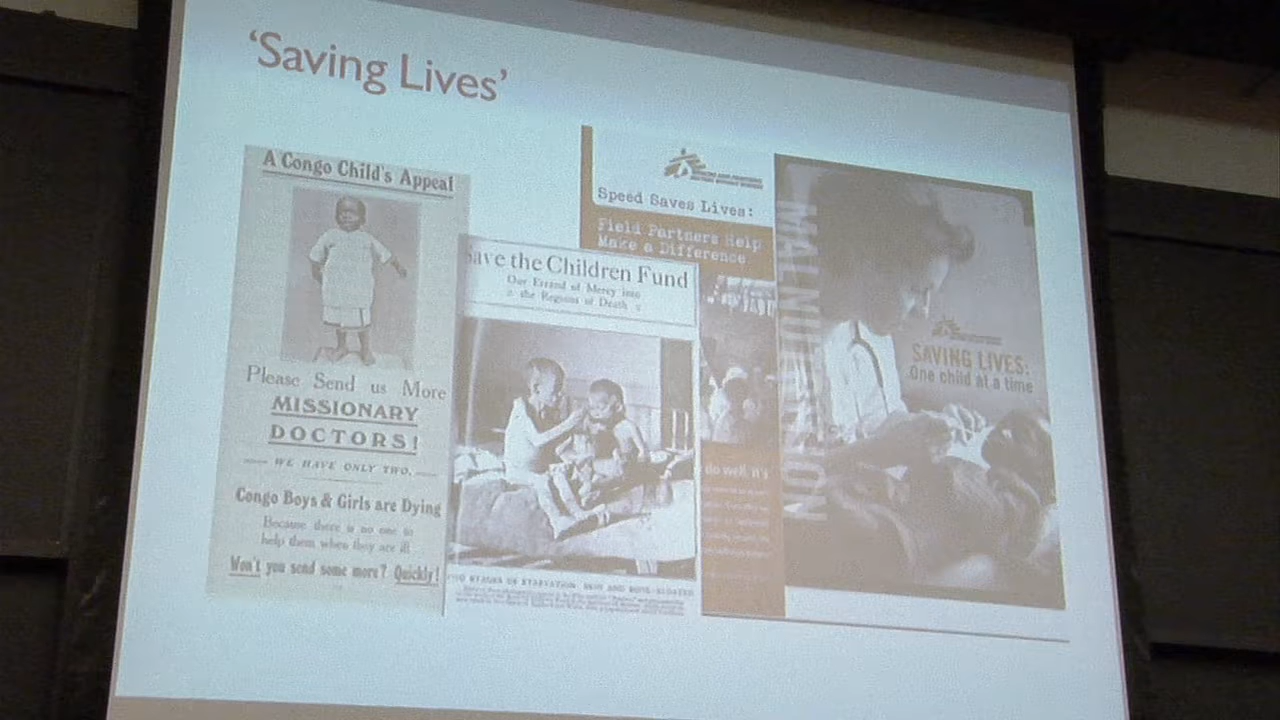 ‘Saving Lives’
A Congo Child's Appeal
Please Send us More
MISSIONARY
DOCTORS!
WE HAVE ONLY TWO.
Congo Boys & Girls are Dying
Because there is no one to
help them when they are ill
Won't you send some more? Quickly!
Save the Children Fund
Our Errand of Mercy into
the Regions of Death
Speed Saves Lives:
Field Partners Help
Make a Difference
do well. It's
MALNUTRITION
SAVING LIVES:
One child at a time